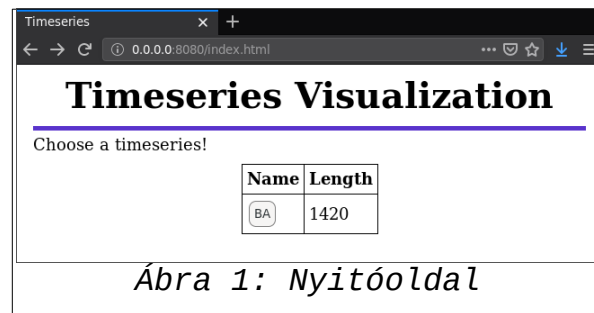 Timeseries
0.0.0.0:8080/index.html
Timeseries Visualization
Choose a timeseries!
Name Length
BA 1420
Ábra 1: Nyitóoldal